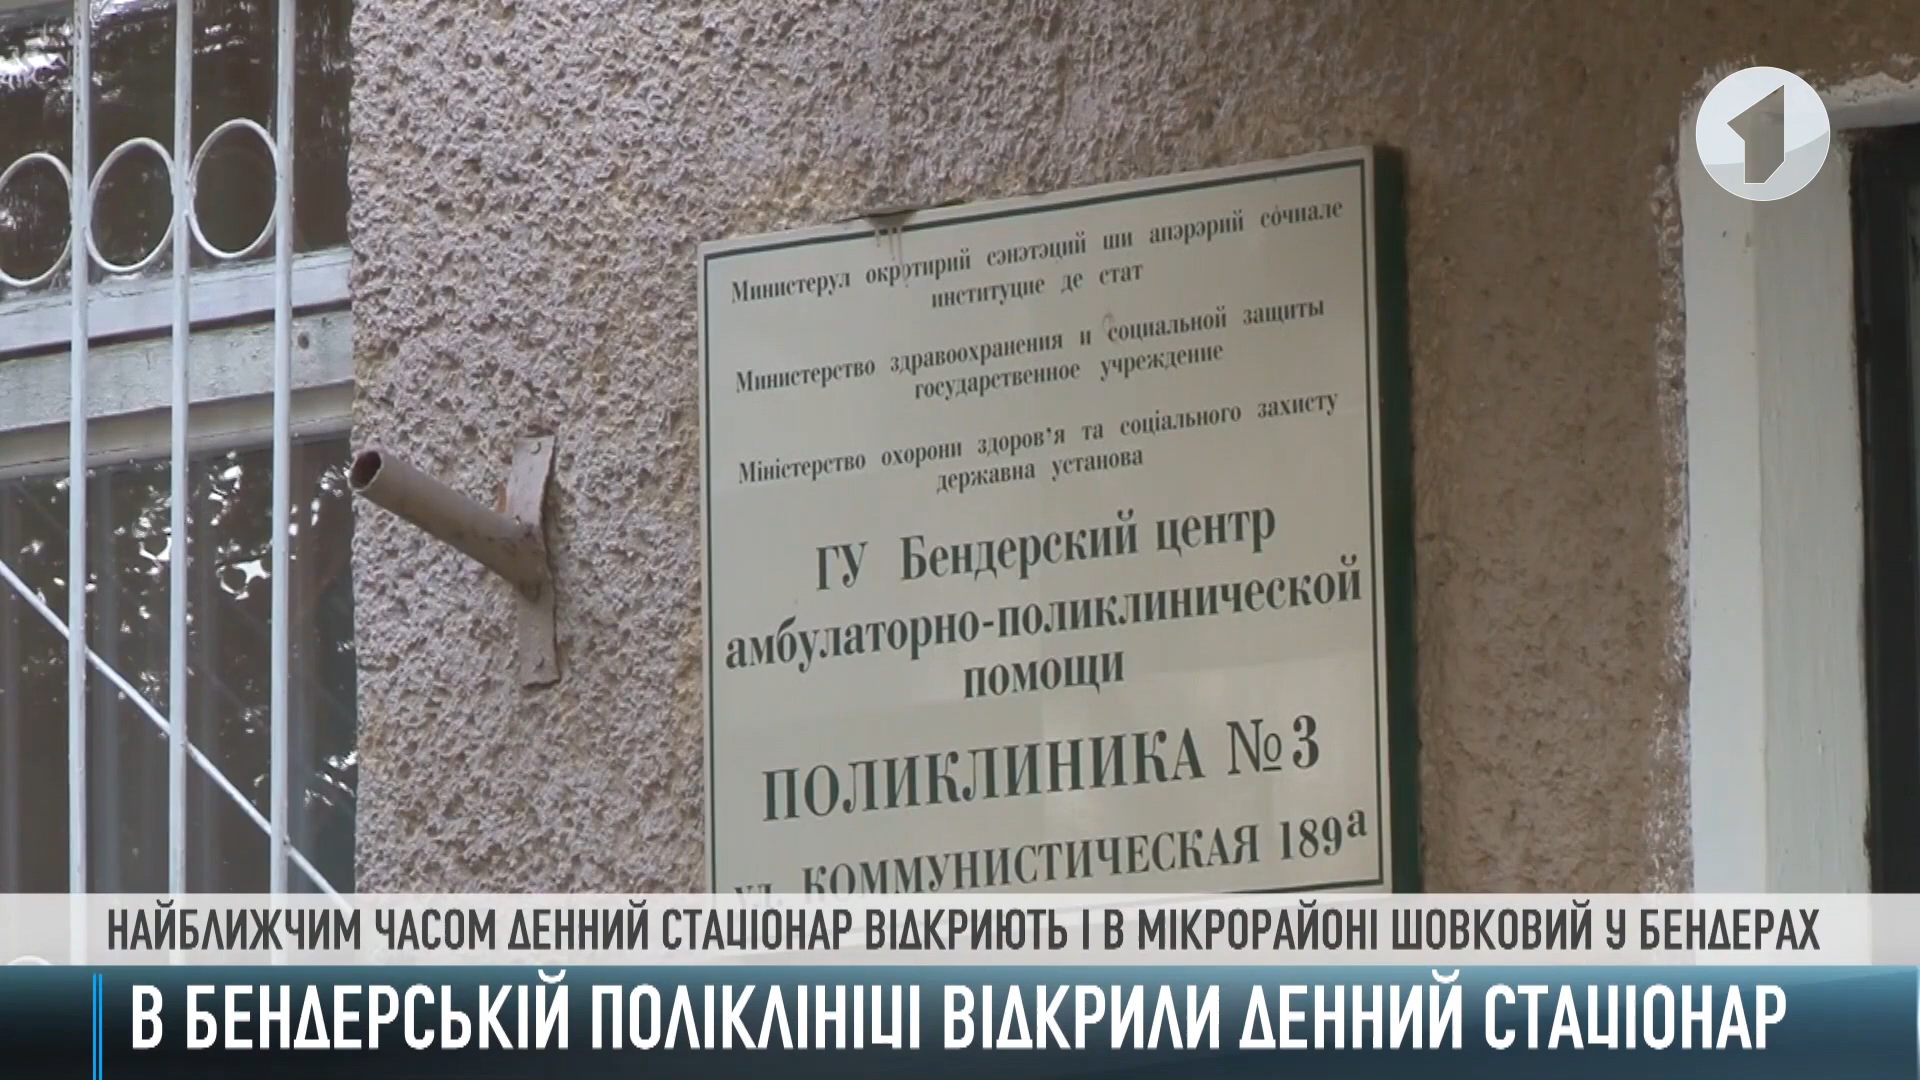 Министерул окротирий сэнэтэций ши апэрэрий сочиале
институцие де стат
Министерство здравоохранения и социальной защиты
государственное учреждение
Міністерство охорони здоров'я та соціального захисту
державна установа
ГУ Бендерский центр
амбулаторно-поликлинической
помощи
ПОЛИКЛИНИКА №3
ул. КОММУНИСТИЧЕСКАЯ 189а
НАЙБЛИЖЧИМ ЧАСОМ ДЕННИЙ СТАЦІОНАР ВІДКРИЮТЬ І В МІКРОРАЙОНІ ШОВКОВИЙ У БЕНДЕРАХ
В БЕНДЕРСЬКІЙ ПОЛІКЛІНІЦІ ВІДКРИЛИ ДЕННИЙ СТАЦІОНАР